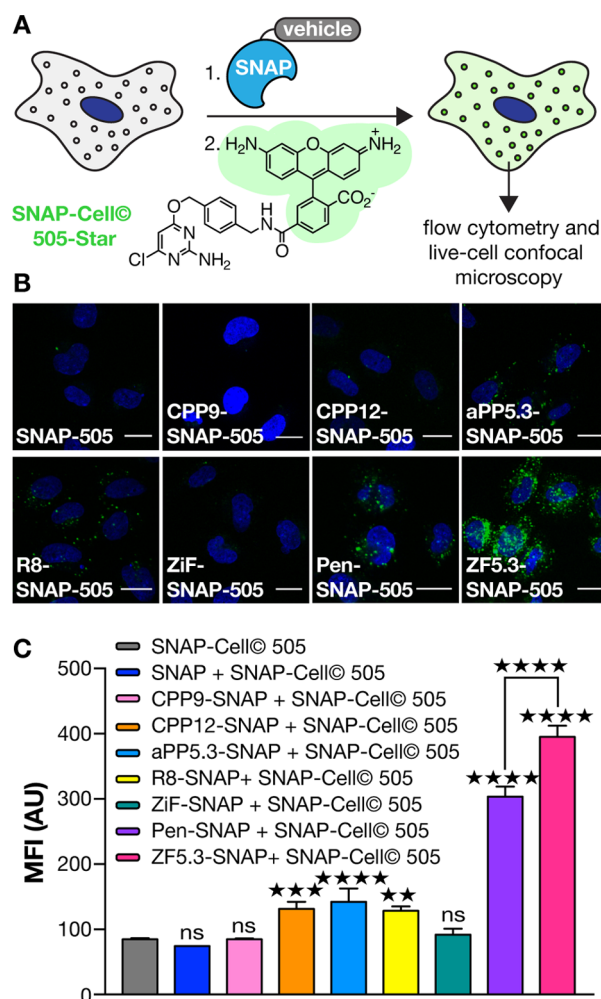 A
vehicle
SNAP
1.
2.
H₂N
O
+
NH₂
CO₂⁻
O
H
N
O
N
Cl
N
NH₂
SNAP-Cell©
505-Star
flow cytometry and
live-cell confocal
microscopy
B
SNAP-505
CPP9-
SNAP-505
CPP12-
SNAP-505
aPP5.3-
SNAP-505
R8-
SNAP-505
ZiF-
SNAP-505
Pen-
SNAP-505
ZF5.3-
SNAP-505
C
SNAP-Cell© 505
SNAP + SNAP-Cell© 505
CPP9-SNAP + SNAP-Cell© 505
CPP12-SNAP + SNAP-Cell© 505
aPP5.3-SNAP + SNAP-Cell© 505
R8-SNAP+ SNAP-Cell© 505
ZiF-SNAP + SNAP-Cell© 505
Pen-SNAP + SNAP-Cell© 505
ZF5.3-SNAP+ SNAP-Cell© 505
MFI (AU)
500
400
300
200
100
0
ns
ns
★★★
★★★★
★★
ns
★★★★
★★★★
★★★★